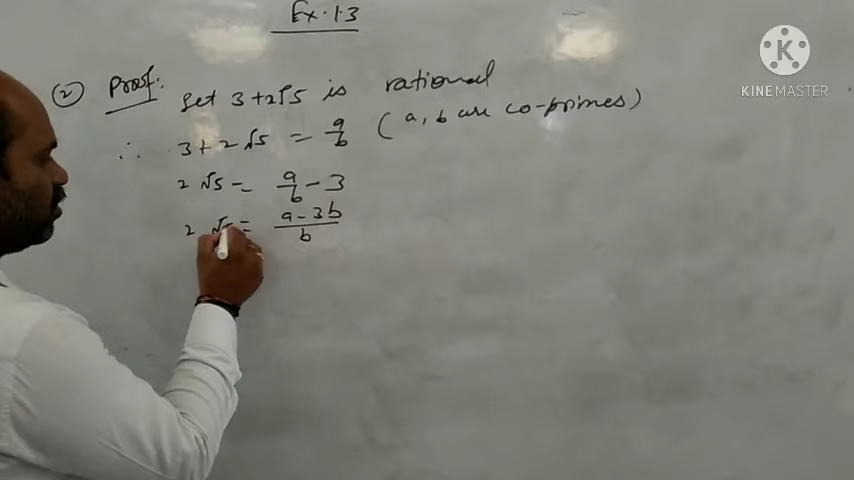 Ex. 1.3
② Proof: Let 3 + 2√5 is rational
∴ 3 + 2√5 = a/b (a, b are co-primes)
2√5 = a/b - 3
2√5 = (a - 3b)/b
KINEMASTER